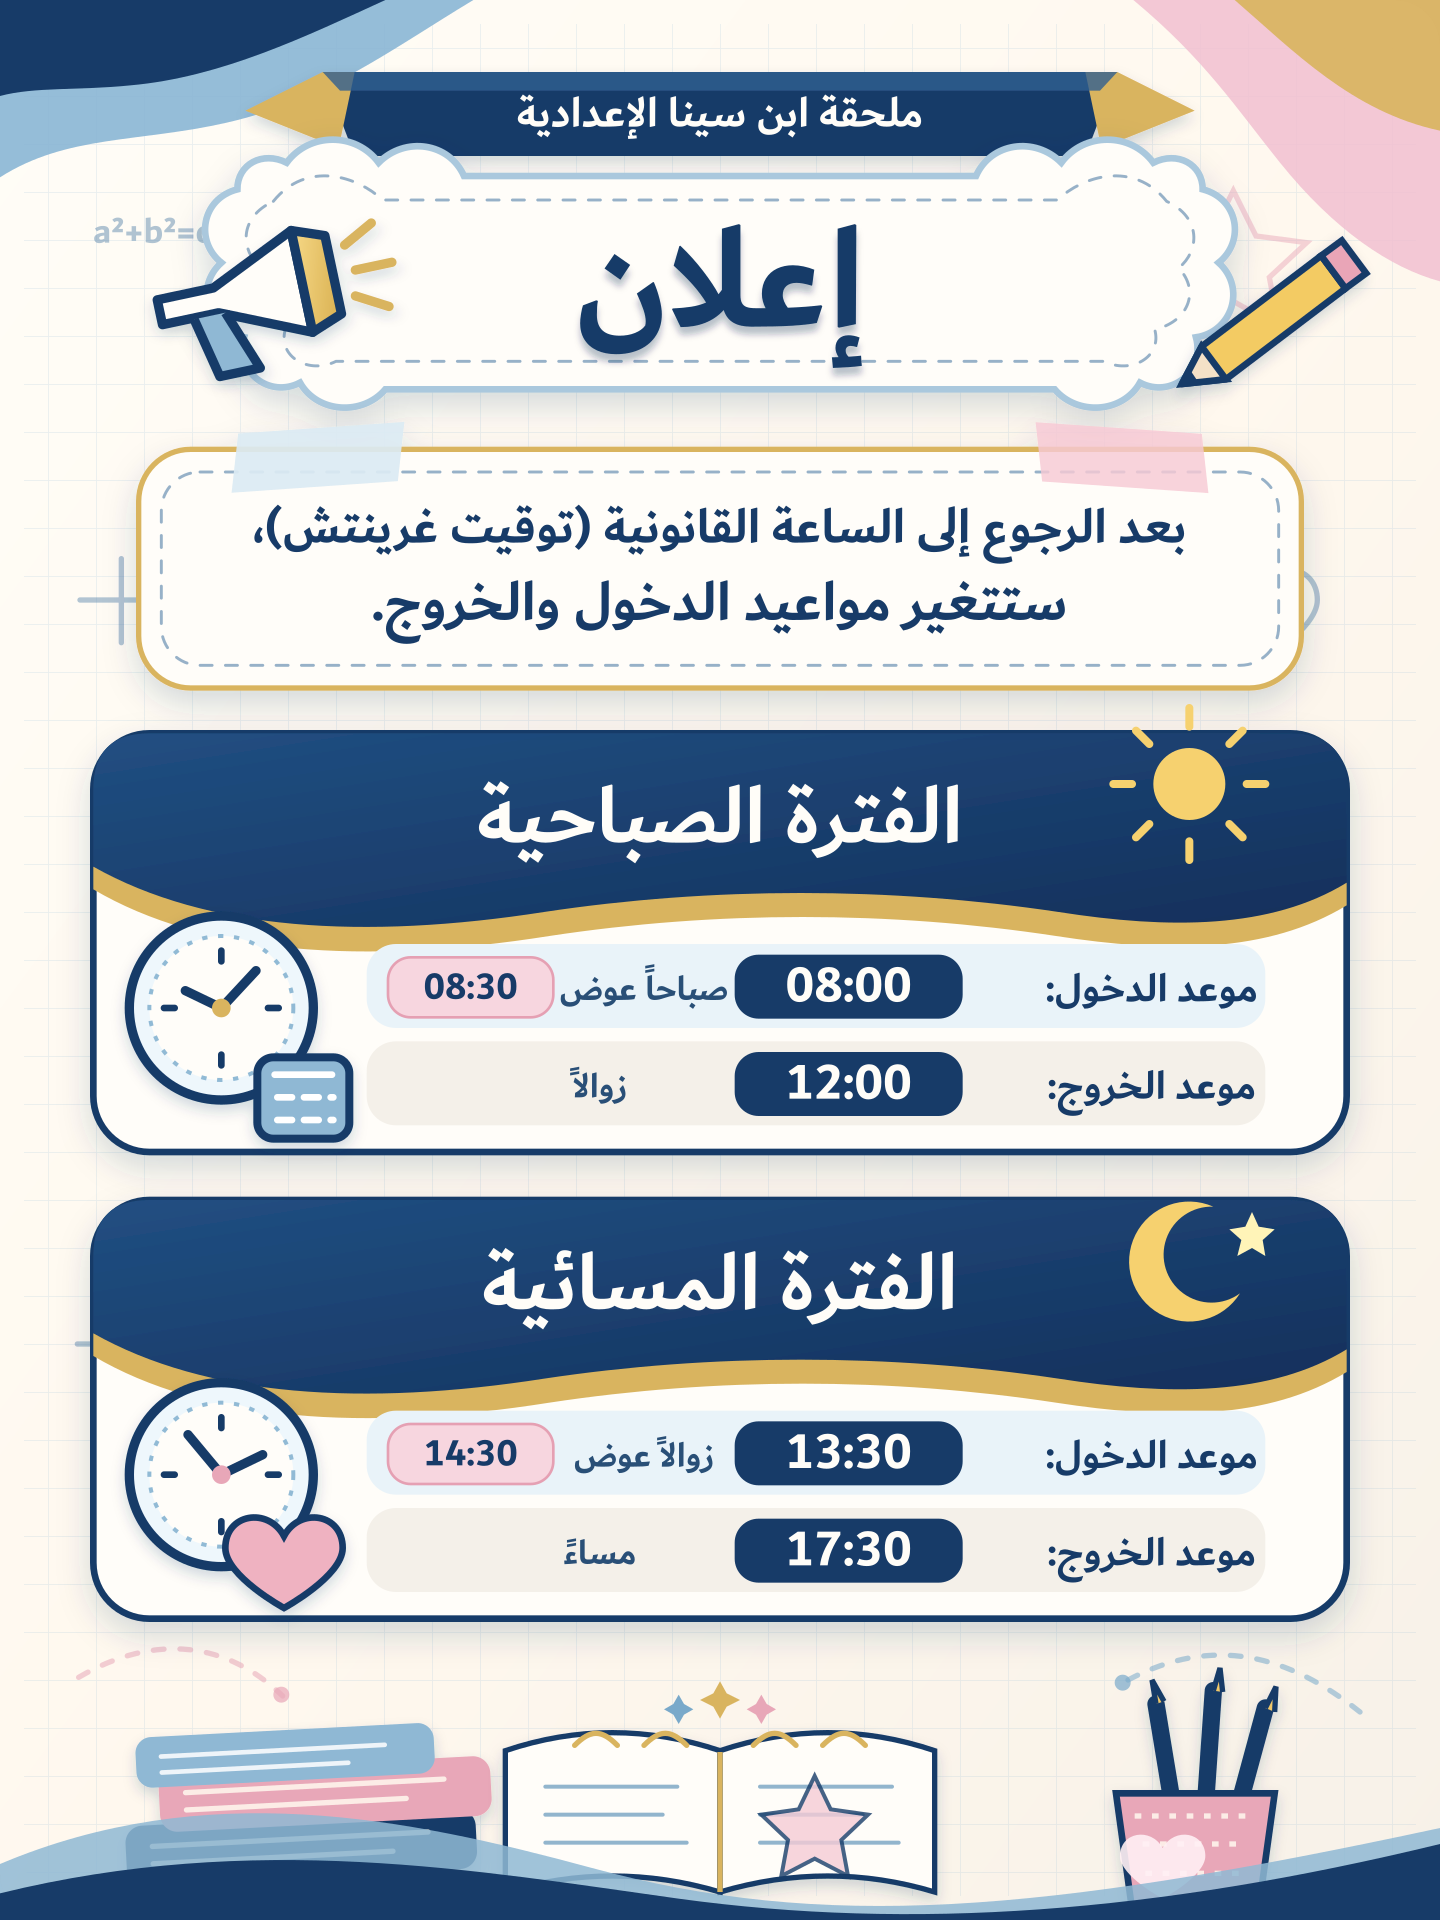 ملحقة ابن سينا الإعدادية
a²+b²=
إعلان
بعد الرجوع إلى الساعة القانونية (توقيت غرينتش)،
ستتغير مواعيد الدخول والخروج.
الفترة الصباحية
موعد الدخول: 08:00 صباحاً عوض 08:30
موعد الخروج: 12:00 زوالاً
الفترة المسائية
موعد الدخول: 13:30 زوالاً عوض 14:30
موعد الخروج: 17:30 مساءً